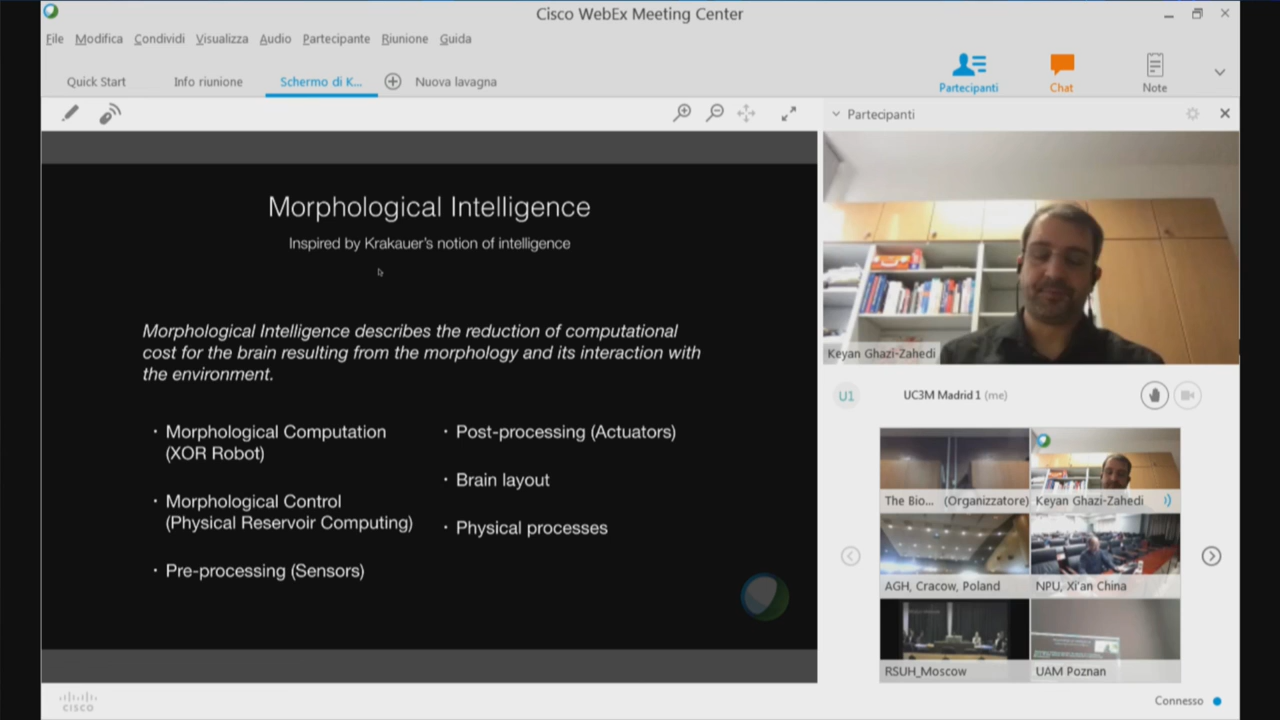 Cisco WebEx Meeting Center
File Modifica Condividi Visualizza Audio Partecipante Riunione Guida
Quick Start Info riunione Schermo di K... Nuova lavagna
Partecipanti Chat Note
Partecipanti
Morphological Intelligence
Inspired by Krakauer's notion of intelligence
Morphological Intelligence describes the reduction of computational
cost for the brain resulting from the morphology and its interaction with
the environment.
· Morphological Computation
(XOR Robot)
· Morphological Control
(Physical Reservoir Computing)
· Pre-processing (Sensors)
· Post-processing (Actuators)
· Brain layout
· Physical processes
Keyan Ghazi-Zahedi
U1 UC3M Madrid 1 (me)
The Bio... (Organizzatore) Keyan Ghazi-Zahedi
AGH, Cracow, Poland NPU, Xi'an China
RSUH_Moscow UAM Poznan
CISCO
Connesso